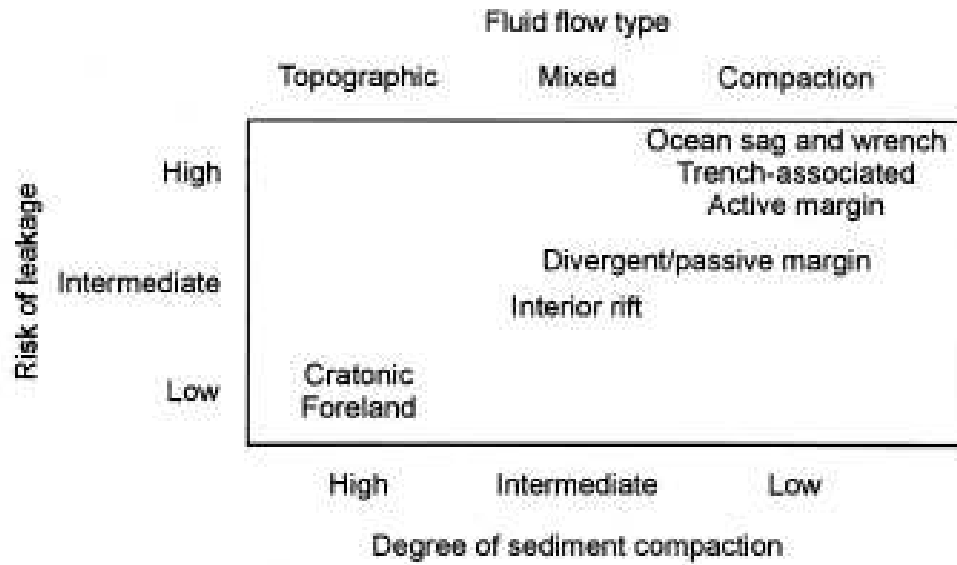 Fluid flow type
Topographic Mixed Compaction
Ocean sag and wrench
High Trench-associated
Active margin
Risk of leakage
Divergent/passive margin
Intermediate
Interior rift
Cratonic
Low
Foreland
High Intermediate Low
Degree of sediment compaction